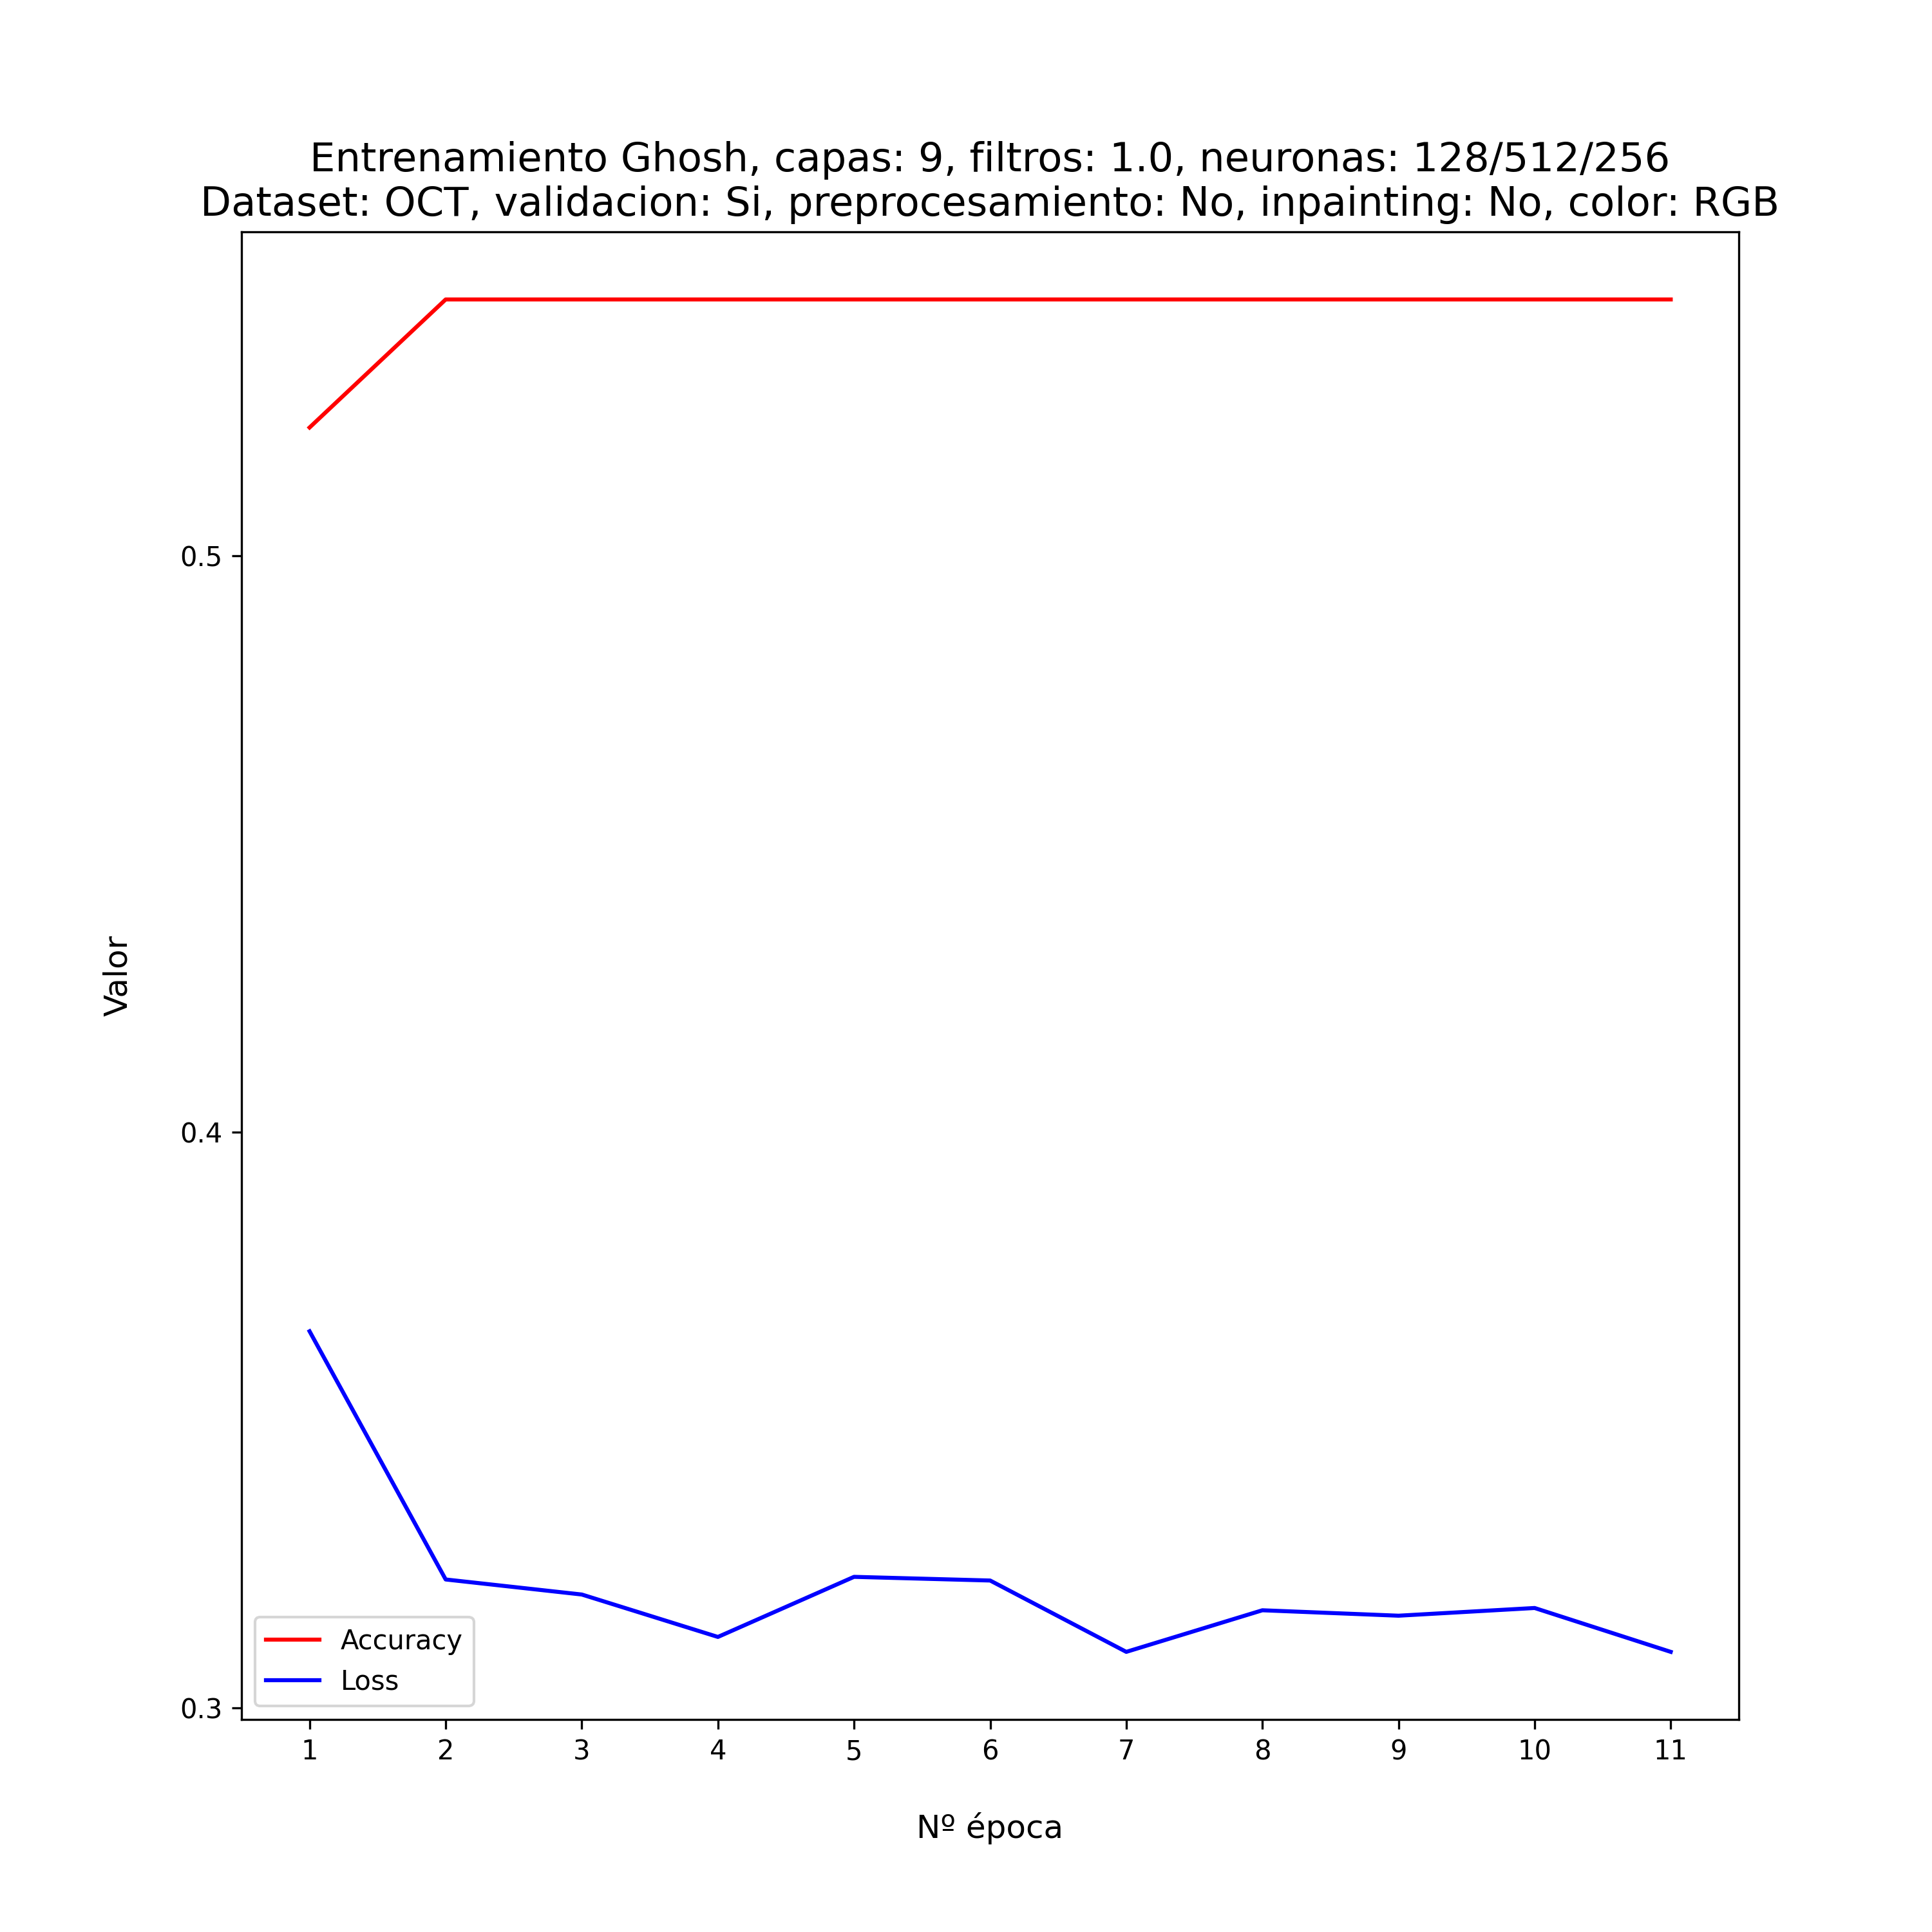 Entrenamiento Ghosh, capas: 9, filtros: 1.0, neuronas: 128/512/256
Dataset: OCT, validacion: Si, preprocesamiento: No, inpainting: No, color: RGB
Valor
0.5
0.4
0.3
Accuracy
Loss
1 2 3 4 5 6 7 8 9 10 11
Nº época